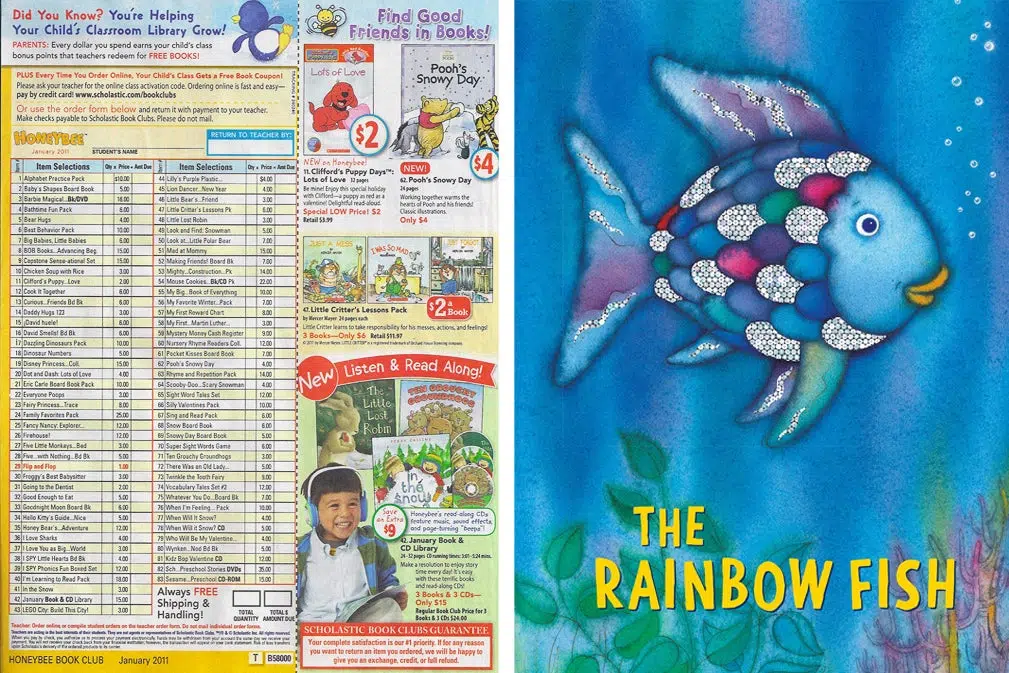 Did You Know? You're Helping
Your Child's Classroom Library Grow!
PARENTS: Every dollar you spend earns your child's class
bonus points that teachers redeem for FREE BOOKS!
PLUS Every Time You Order Online, Your Child's Class Gets a Free Book Coupon!
Please ask your teacher for the online class activation code. Ordering online is fast and easy—
pay by credit card! www.scholastic.com/bookclubs
Or use the order form below and return it with payment to your teacher.
Make checks payable to Scholastic Book Clubs. Please do not mail.
HONEYBEE
January 2011
STUDENT'S NAME
RETURN TO TEACHER BY:
Item Selections Qty x Price = Amt Due
1 Alphabet Practice Pack $10.00
2 Baby's Shapes Board Book 5.00
3 Barbie Magical...Bk/DVD 16.00
4 Bathtime Fun Pack 6.00
5 Bear Hugs 4.00
6 Best Behavior Pack 10.00
7 Big Babies, Little Babies 6.00
8 BOB Books...Advancing Beg. 15.00
9 Capstone Sense-ational Set 15.00
10 Chicken Soup with Rice 3.00
11 Clifford's Puppy...Love 2.00
12 Cook It Together 6.00
13 Curious...Friends Bd Bk 6.00
14 Daddy Hugs 123 3.00
15 ¡David huele! 6.00
16 David Smells! Bd Bk 6.00
17 Dazzling Dinosaurs Pack 10.00
18 Dinosaur Numbers 5.00
19 Disney Princess...Coll. 15.00
20 Dot and Dash: Lots of Love 4.00
21 Eric Carle Board Book Pack 10.00
22 Everyone Poops 3.00
23 Fairy Princess...Trace 8.00
24 Family Favorites Pack 25.00
25 Fancy Nancy: Explorer... 12.00
26 Firehouse! 12.00
27 Five Little Monkeys...Bed 3.00
28 Five...with Nothing...Bd Bk 5.00
29 Flip and Flop 1.00
30 Froggy's Best Babysitter 3.00
31 Going to the Dentist 2.00
32 Good Enough to Eat 5.00
33 Goodnight Moon Board Bk 6.00
34 Hello Kitty's Guide...Nice 5.00
35 Honey Bear's...Adventure 12.00
36 I Love Sharks 4.00
37 I Love You as Big...World 3.00
38 I SPY Little Hearts Bd Bk 4.00
39 I SPY Phonics Fun Boxed Set 12.00
40 I'm Learning to Read Pack 18.00
41 In the Snow 3.00
42 January Book & CD Library 15.00
43 LEGO City: Build This City! 3.00
Item Selections Qty x Price = Amt Due
44 Lilly's Purple Plastic... $4.00
45 Lion Dancer...New Year 4.00
46 Little Bear's...Friend 3.00
47 Little Critter's Lessons Pk 6.00
48 Little Lost Robin 3.00
49 Look and Find: Snowman 5.00
50 Look at...Little Polar Bear 7.00
51 Mad at Mommy 15.00
52 Making Friends! Board Bk 7.00
53 Mighty...Construction...Pk 14.00
54 Mouse Cookies...Bk/CD Pk 22.00
55 My Big...Book of Everything 10.00
56 My Favorite Winter...Pack 7.00
57 My First Reward Chart 8.00
58 My First...Martin Luther... 3.00
59 Mystery Money Cash Register 9.00
60 Nursery Rhyme Readers Coll. 12.00
61 Pocket Kisses Board Book 7.00
62 Pooh's Snowy Day 4.00
63 Rhyme and Repetition Pack 14.00
64 Scooby-Doo...Scary Snowman 4.00
65 Sight Word Tales Set 12.00
66 Silly Valentines Pack 10.00
67 Sing and Read Pack 6.00
68 Snow Board Book 6.00
69 Snowy Day Board Book 5.00
70 Super Sight Words Game 6.00
71 Ten Grouchy Groundhogs 3.00
72 There Was an Old Lady... 5.00
73 Twinkle the Tooth Fairy 9.00
74 Vocabulary Tales Set #2 12.00
75 Whatever You Do...Board Bk 7.00
76 When I'm Feeling... Pack 10.00
77 When Will It Snow? 4.00
78 When Will It Snow? CD 5.00
79 Who Will Be My Valentine... 4.00
80 Wynken...Nod Bd Bk 5.00
81 Kidz Bop Valentine CD 12.00
82 Sch...Preschool Stories DVDs 35.00
83 Sesame...Preschool CD-ROM 15.00
Always FREE
Shipping &
Handling!
TOTAL QUANTITY
TOTAL $ AMOUNT DUE
Teacher: Order online or compile student orders on the teacher order form. Do not mail individual order forms.
HONEYBEE BOOK CLUB January 2011
T B58000
Find Good
Friends in Books!
Lots of Love
$2
Pooh's
Snowy Day
$4
NEW on Honeybee!
11. Clifford's Puppy Days™:
Lots of Love 32 pages
Be mine! Enjoy this special holiday
with Clifford—a puppy as red as a
valentine! Delightful read-aloud.
Special LOW Price! $2
Retail $3.99
NEW!
62. Pooh's Snowy Day
24 pages
Working together warms the
hearts of Pooh and his friends!
Classic illustrations.
Only $4
JUST A MESS
I WAS SO MAD
$2 a
Book
47. Little Critter's Lessons Pack
by Mercer Mayer 24 pages each
Little Critter learns to take responsibility for his messes, actions, and feelings!
3 Books—Only $6 Retail $11.97
New
Listen & Read Along!
The
Little
Lost
Robin
TEN GROUCHY
GROUNDHOGS
in
the
snow
Save
an Extra
$9
Honeybee's read-along CDs
feature music, sound effects,
and page-turning "beeps"!
42. January Book &
CD Library
24–32 pages CD running times: 3:01–5:24 mins.
Make a resolution to enjoy story
time every day! It's easy
with these terrific books
and read-along CDs!
3 Books & 3 CDs—
Only $15
Regular Book Club Price for 3
Books & 3 CDs $24.00
SCHOLASTIC BOOK CLUBS GUARANTEE
Your complete satisfaction is our #1 priority. If for any reason
you want to return an item you ordered, we will be happy to
give you an exchange, credit, or full refund.
THE
RAINBOW FISH